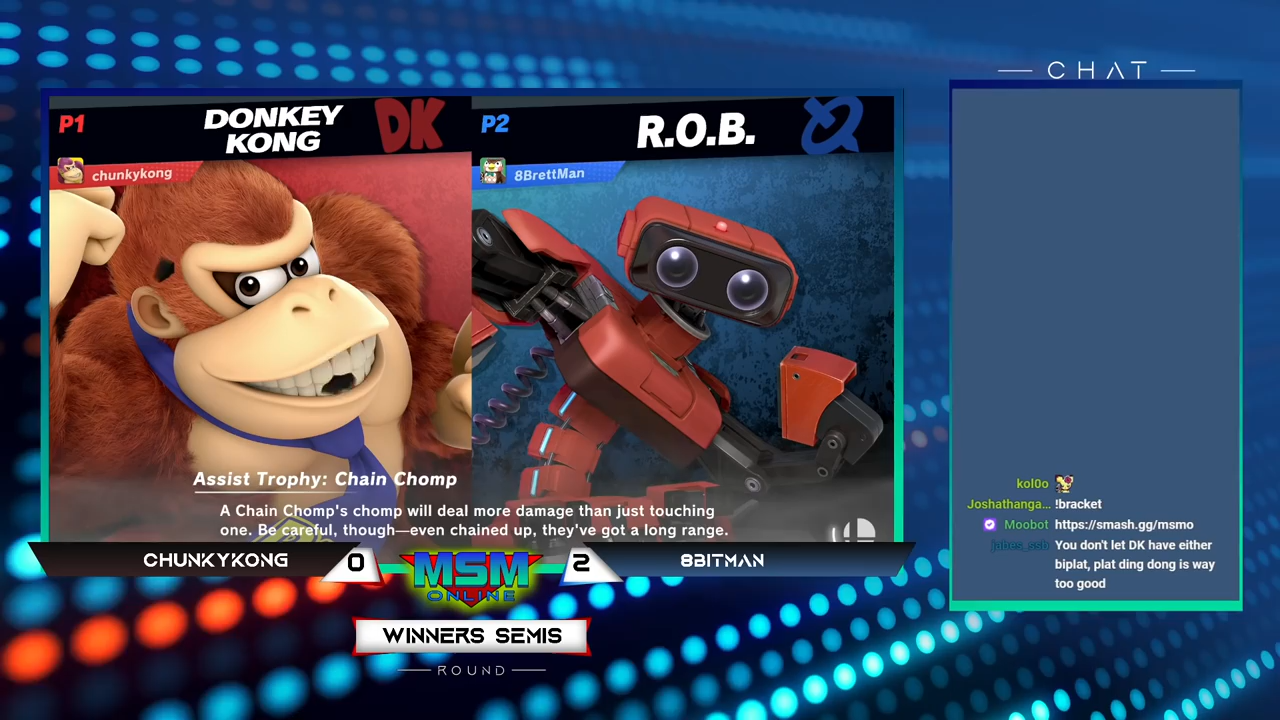 CHAT
P1
DONKEY
KONG
DK
chunkykong
P2
R.O.B.
8BrettMan
Assist Trophy: Chain Chomp
A Chain Chomp's chomp will deal more damage than just touching
one. Be careful, though—even chained up, they've got a long range.
CHUNKYKONG
0
MSM
ONLINE
2
8BITMAN
WINNERS SEMIS
ROUND
kol0o
Joshathanga... !bracket
Moobot https://smash.gg/msmo
jabes_ssb You don't let DK have either
biplat, plat ding dong is way
too good